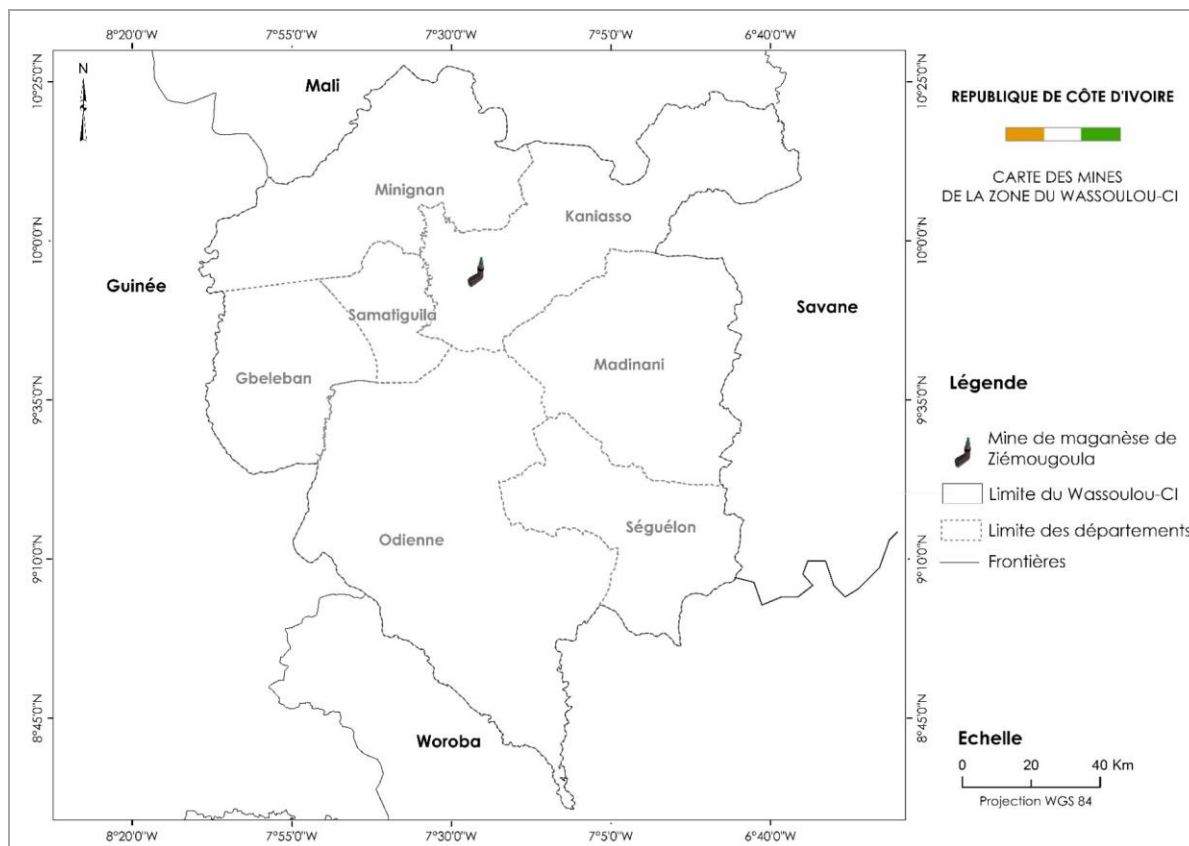 8°20'0"W
7°55'0"W
7°30'0"W
7°5'0"W
6°40'0"W
10°25'0"N
10°25'0"N
10°0'0"N
10°0'0"N
9°35'0"N
9°35'0"N
9°10'0"N
9°10'0"N
8°45'0"N
8°45'0"N
N
Mali
Minignan
Kaniasso
Guinée
Samatiguila
Savane
Gbeleban
Madinani
Odienne
Séguélon
Woroba
8°20'0"W
7°55'0"W
7°30'0"W
7°5'0"W
6°40'0"W
REPUBLIQUE DE CÔTE D'IVOIRE
CARTE DES MINES
DE LA ZONE DU WASSOULOU-CI
Légende
Mine de maganèse de
Ziémougoula
Limite du Wassoulou-CI
Limite des départements
Frontières
Echelle
0 20 40 Km
Projection WGS 84